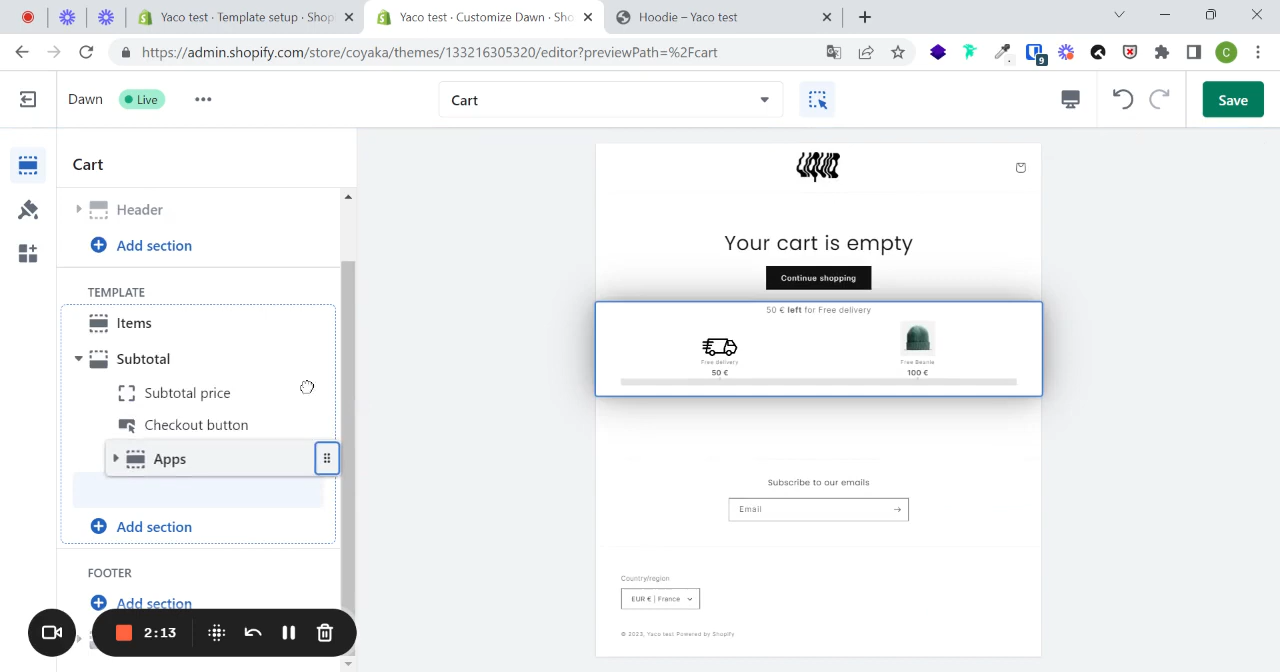 Yaco test · Template setup · Shop
Yaco test · Customize Dawn · Sho
Hoodie – Yaco test
https://admin.shopify.com/store/coyaka/themes/133216305320/editor?previewPath=%2Fcart
9
C
Dawn
Live
Cart
Save
Cart
Header
Add section
TEMPLATE
Items
Subtotal
Subtotal price
Checkout button
Apps
Add section
FOOTER
Add section
2:13
LIQUID
Your cart is empty
Continue shopping
50 € left for Free delivery
Free delivery
50 €
Free Beanie
100 €
Subscribe to our emails
Email
Country/region
EUR € | France
© 2023, Yaco test Powered by Shopify